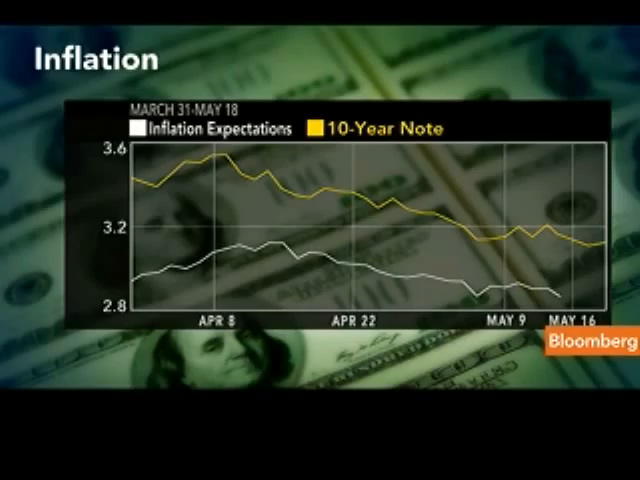 Inflation
MARCH 31-MAY 18
Inflation Expectations 10-Year Note
3.6
3.2
2.8
APR 8 APR 22 MAY 9 MAY 16
Bloomberg